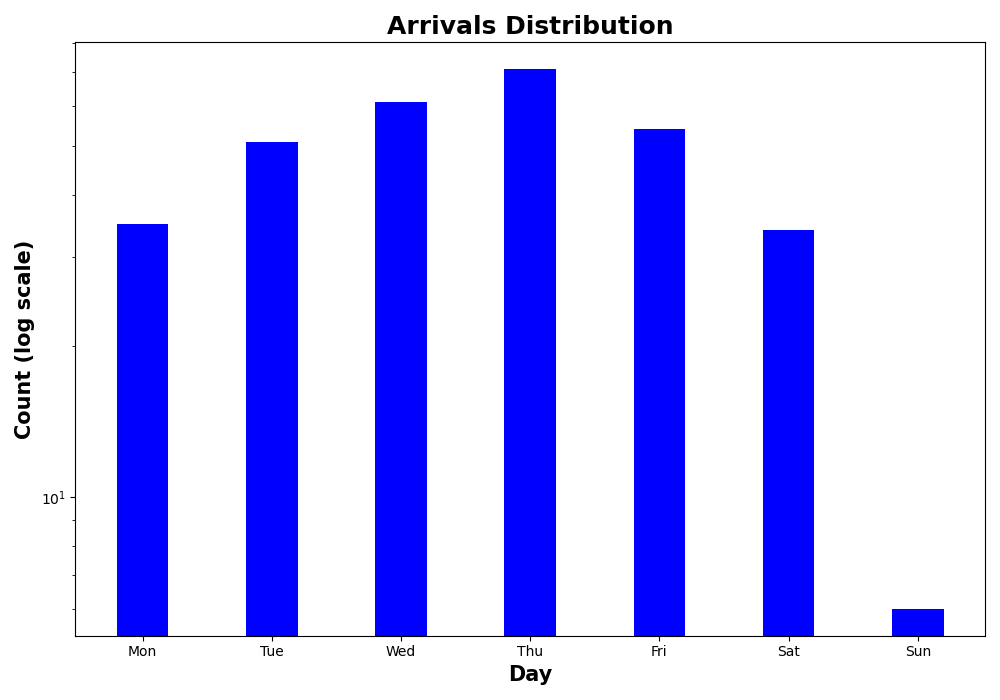 Arrivals Distribution
Count (log scale)
10¹
Mon Tue Wed Thu Fri Sat Sun
Day